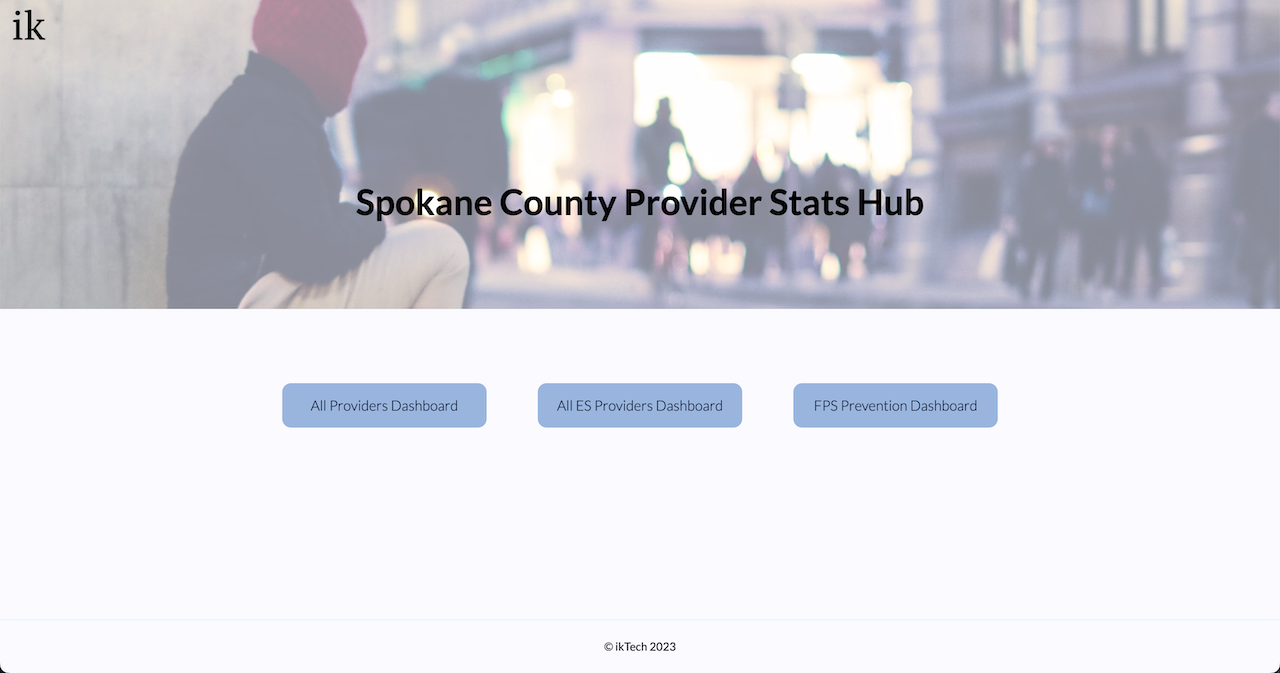 ik
Spokane County Provider Stats Hub
All Providers Dashboard
All ES Providers Dashboard
FPS Prevention Dashboard
© ikTech 2023